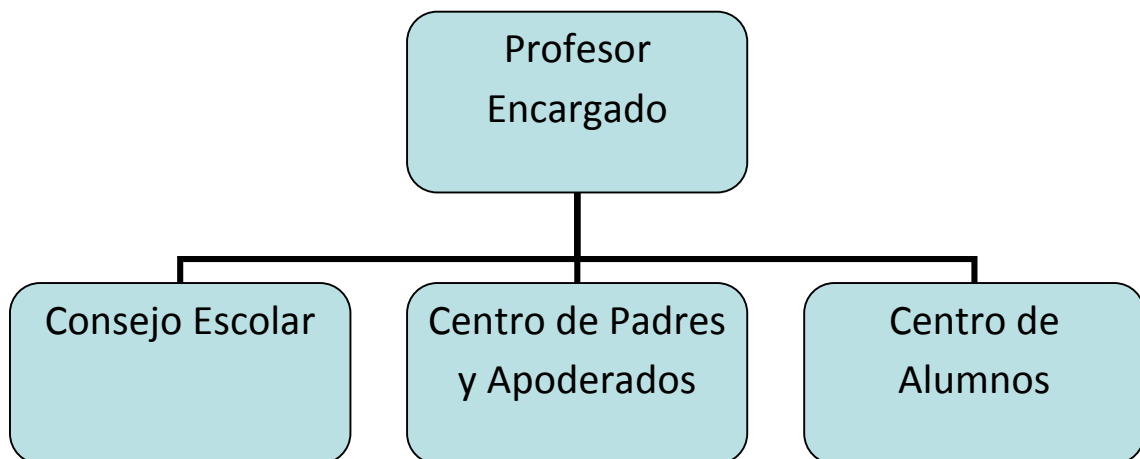 Profesor
Encargado
Consejo Escolar
Centro de Padres
y Apoderados
Centro de
Alumnos